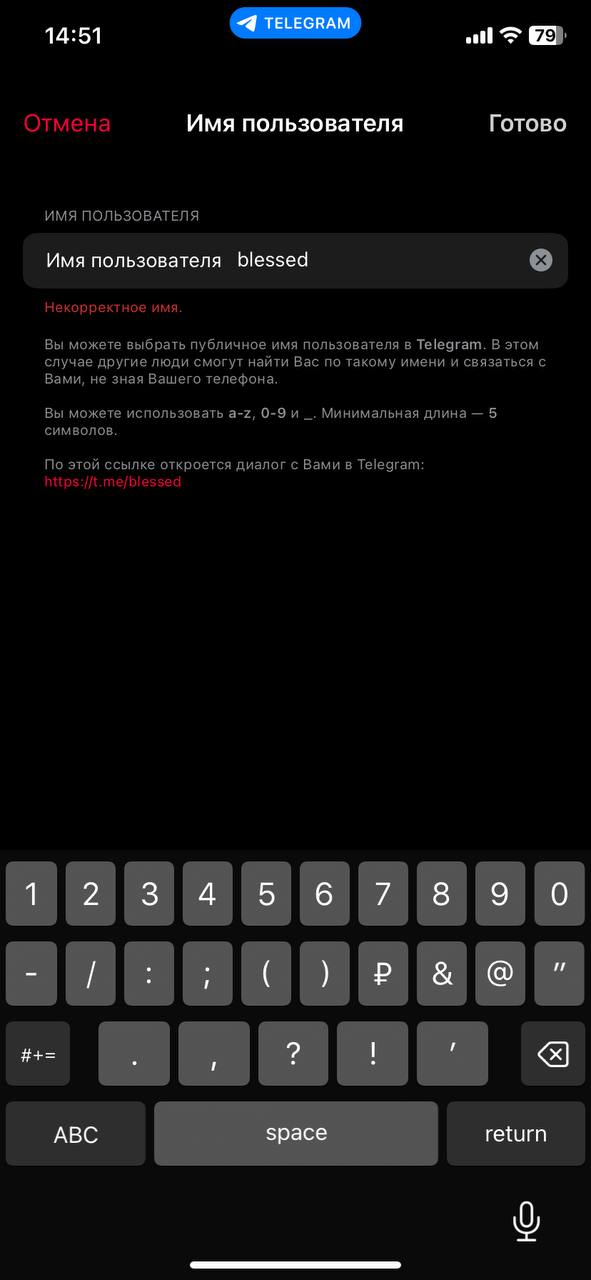 14:51
TELEGRAM
79
Отмена
Имя пользователя
Готово
ИМЯ ПОЛЬЗОВАТЕЛЯ
Имя пользователя blessed
Некорректное имя.
Вы можете выбрать публичное имя пользователя в Telegram. В этом
случае другие люди смогут найти Вас по такому имени и связаться с
Вами, не зная Вашего телефона.
Вы можете использовать a-z, 0-9 и _. Минимальная длина — 5
символов.
По этой ссылке откроется диалог с Вами в Telegram:
https://t.me/blessed
1 2 3 4 5 6 7 8 9 0
- / : ; ( ) ₽ & @ ”
#+= . , ? ! ’
ABC space return